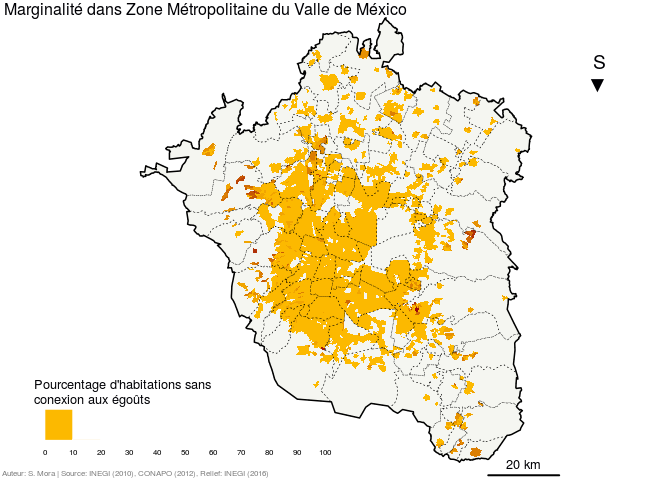 Marginalité dans Zone Métropolitaine du Valle de México
S
Pourcentage d'habitations sans
conexion aux égoûts
0 10 20 30 40 50 60 70 80 90 100
20 km
Auteur: S. Mora | Source: INEGI (2010). CONAPO (2012). Relief: INEGI (2016)